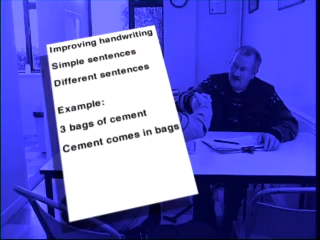 Improving handwriting
Simple sentences
Different sentences
Example:
3 bags of cement
Cement comes in bags